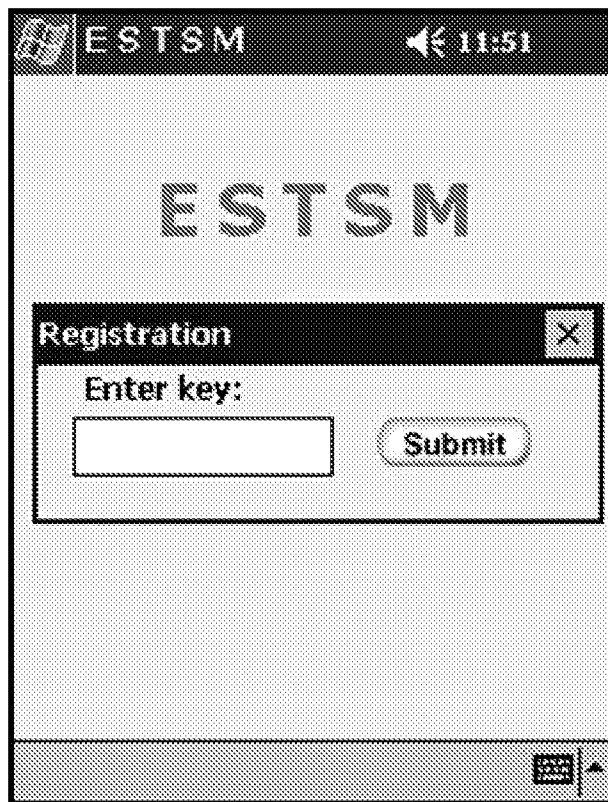 ESTSM 11:51
ESTSM
Registration
Enter key:
Submit